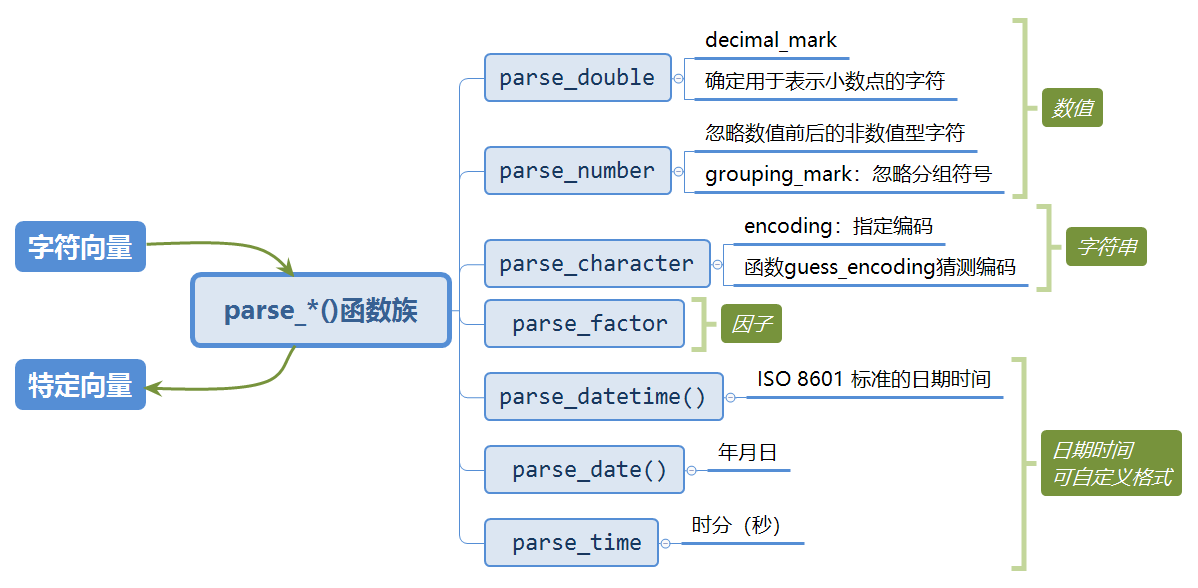 字符向量
特定向量
parse_*()函数族
parse_double
decimal_mark
确定用于表示小数点的字符
parse_number
忽略数值前后的非数值型字符
grouping_mark：忽略分组符号
数值
parse_character
encoding：指定编码
函数guess_encoding猜测编码
字符串
parse_factor
因子
parse_datetime()
ISO 8601 标准的日期时间
parse_date()
年月日
parse_time
时分（秒）
日期时间
可自定义格式